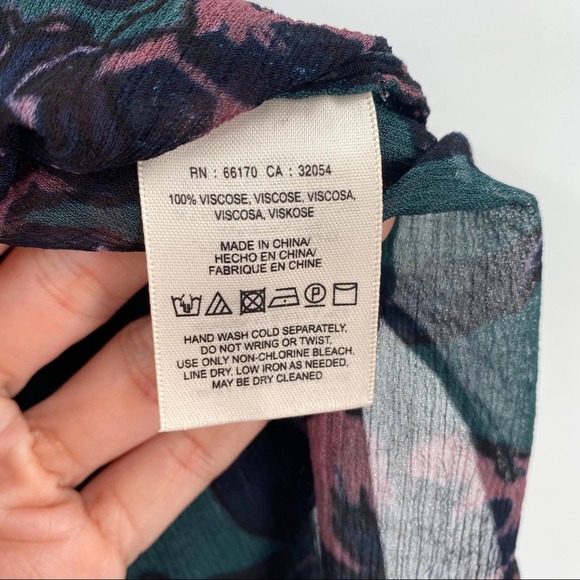 RN : 66170 CA : 32054
100% VISCOSE, VISCOSE, VISCOSA,
VISCOSA, VISKOSE
MADE IN CHINA/
HECHO EN CHINA/
FABRIQUE EN CHINE
P
HAND WASH COLD SEPARATELY,
DO NOT WRING OR TWIST,
USE ONLY NON-CHLORINE BLEACH,
LINE DRY. LOW IRON AS NEEDED,
MAY BE DRY CLEANED